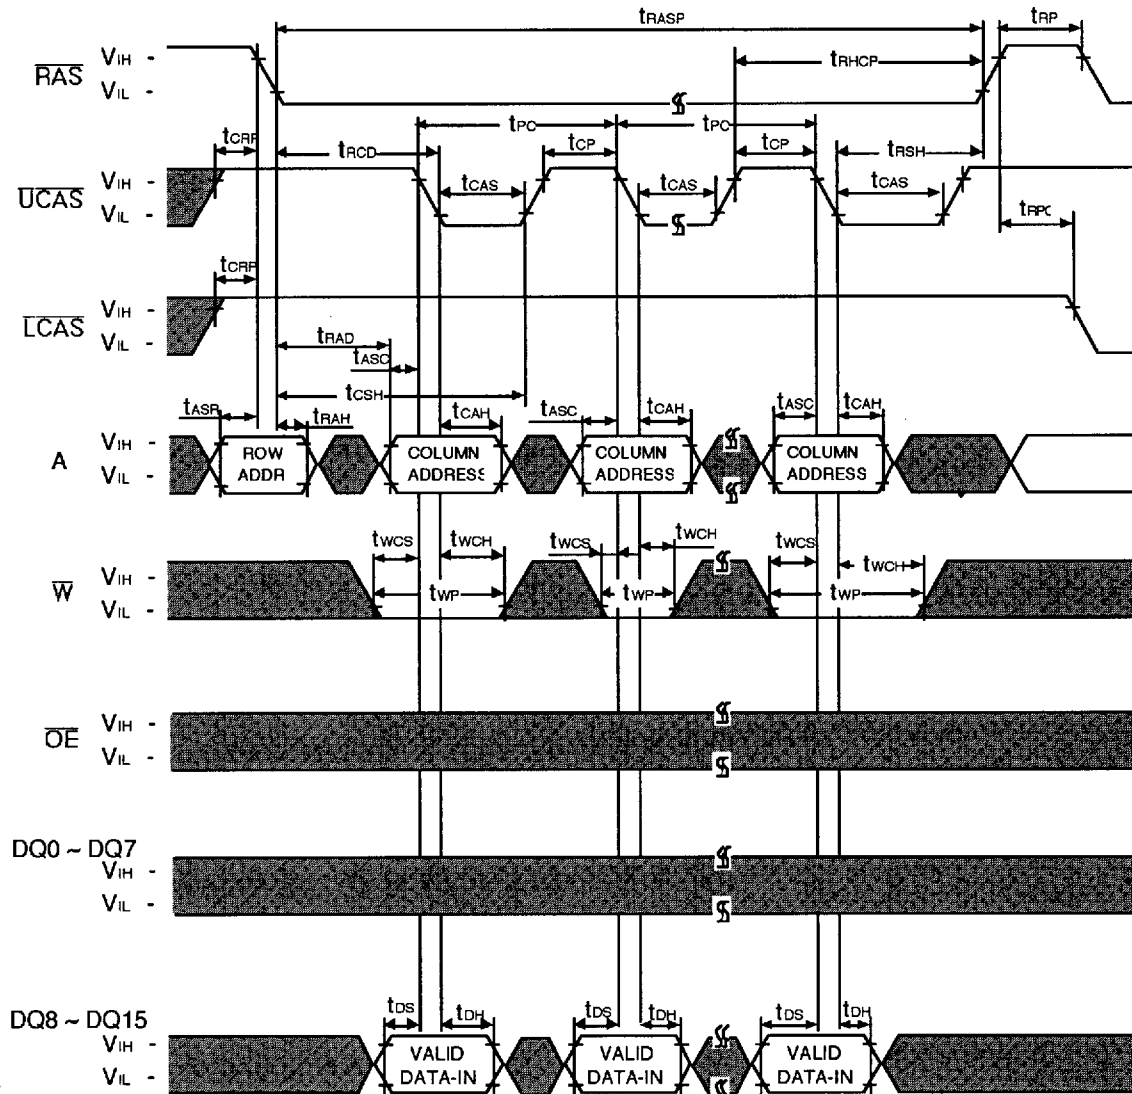 tRASP tRP
RAS VIH - tRHCP
VIL -
tPC tPC
tCRP tRCD tCP tCP tRSH
UCAS VIH - tCAS tCAS tCAS
VIL - tRPC
tCRP
LCAS VIH -
VIL - tRAD
tASC
tCSH
tASR tRAH tCAH tASC tCAH tASC tCAH
A VIH - ROW ADDR COLUMN ADDRESS COLUMN ADDRESS COLUMN ADDRESS
VIL -
tWCS tWCH tWCS tWCH tWCS tWCH
W VIH - tWP tWP tWP
VIL -
OE VIH -
VIL -
DQ0 ~ DQ7
VIH -
VIL -
tDS tDH tDS tDH tDS tDH
DQ8 ~ DQ15
VIH - VALID DATA-IN VALID DATA-IN VALID DATA-IN
VIL -